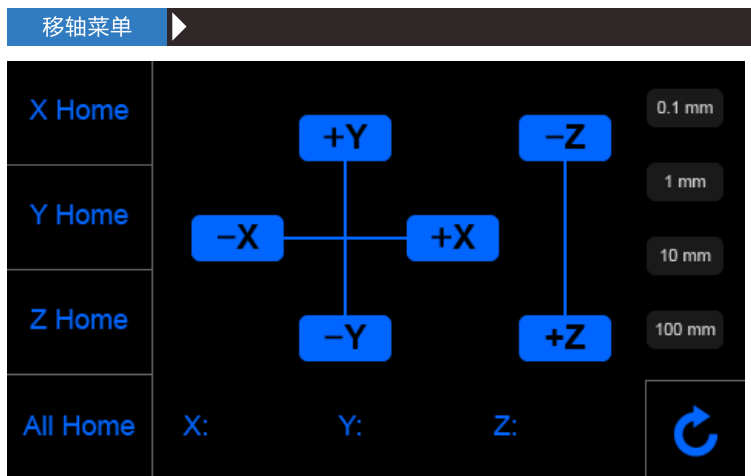 移轴菜单
X Home
Y Home
Z Home
All Home
+Y
−X
+X
−Y
−Z
+Z
0.1 mm
1 mm
10 mm
100 mm
X:
Y:
Z: